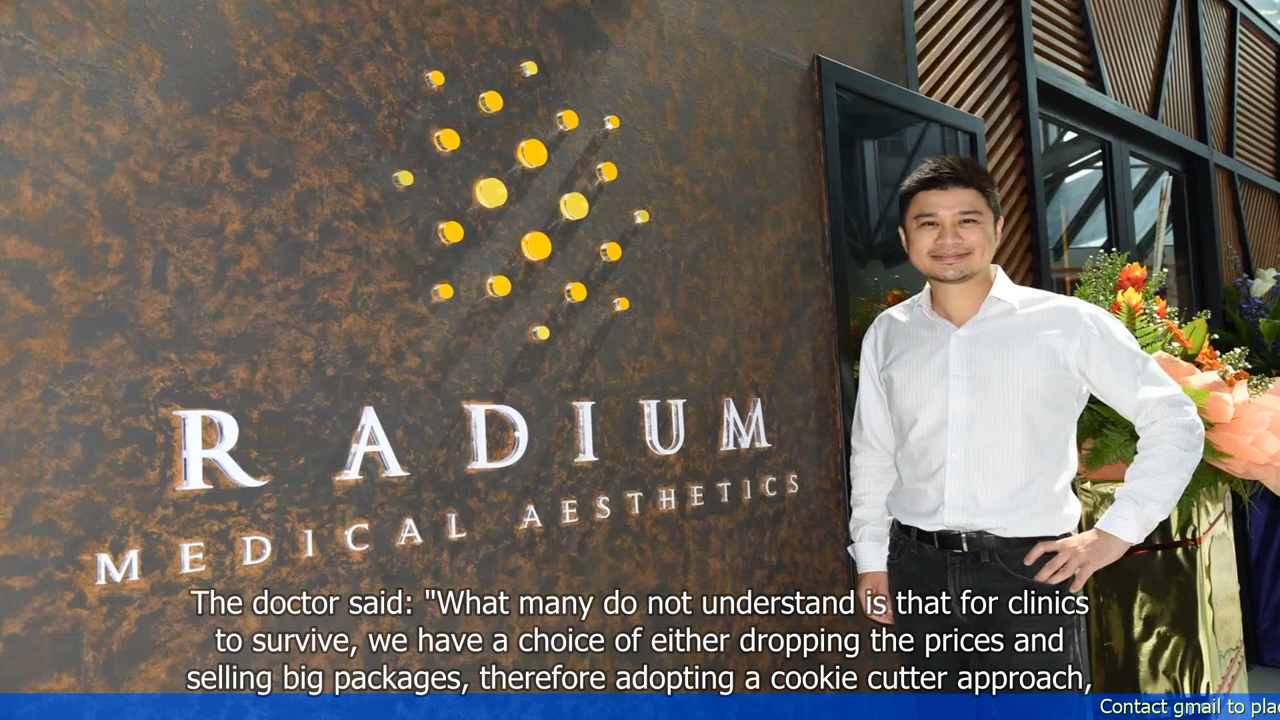 RADIUM
MEDICAL AESTHETICS
The doctor said: "What many do not understand is that for clinics
to survive, we have a choice of either dropping the prices and
selling big packages, therefore adopting a cookie cutter approach,
Contact gmail to plac